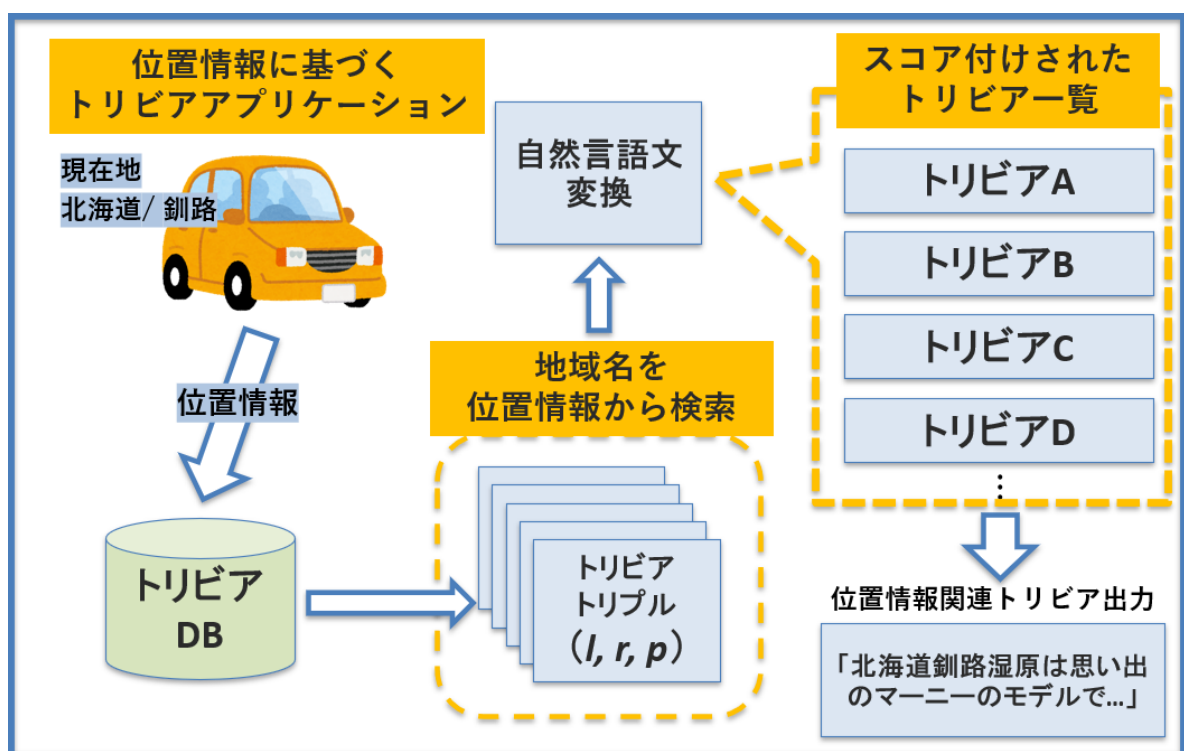 位置情報に基づく
トリビアアプリケーション
現在地
北海道/ 釧路
位置情報
トリビア
DB
地域名を
位置情報から検索
トリビア
トリプル
(l, r, p)
自然言語文
変換
スコア付けされた
トリビア一覧
トリビアA
トリビアB
トリビアC
トリビアD
⋮
位置情報関連トリビア出力
「北海道釧路湿原は思い出
のマーニーのモデルで…」